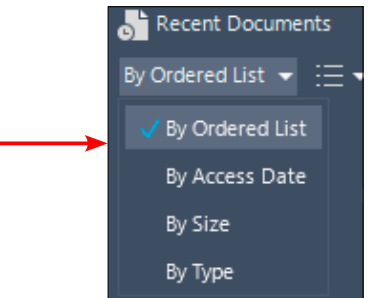 Recent Documents
By Ordered List
By Ordered List
By Access Date
By Size
By Type